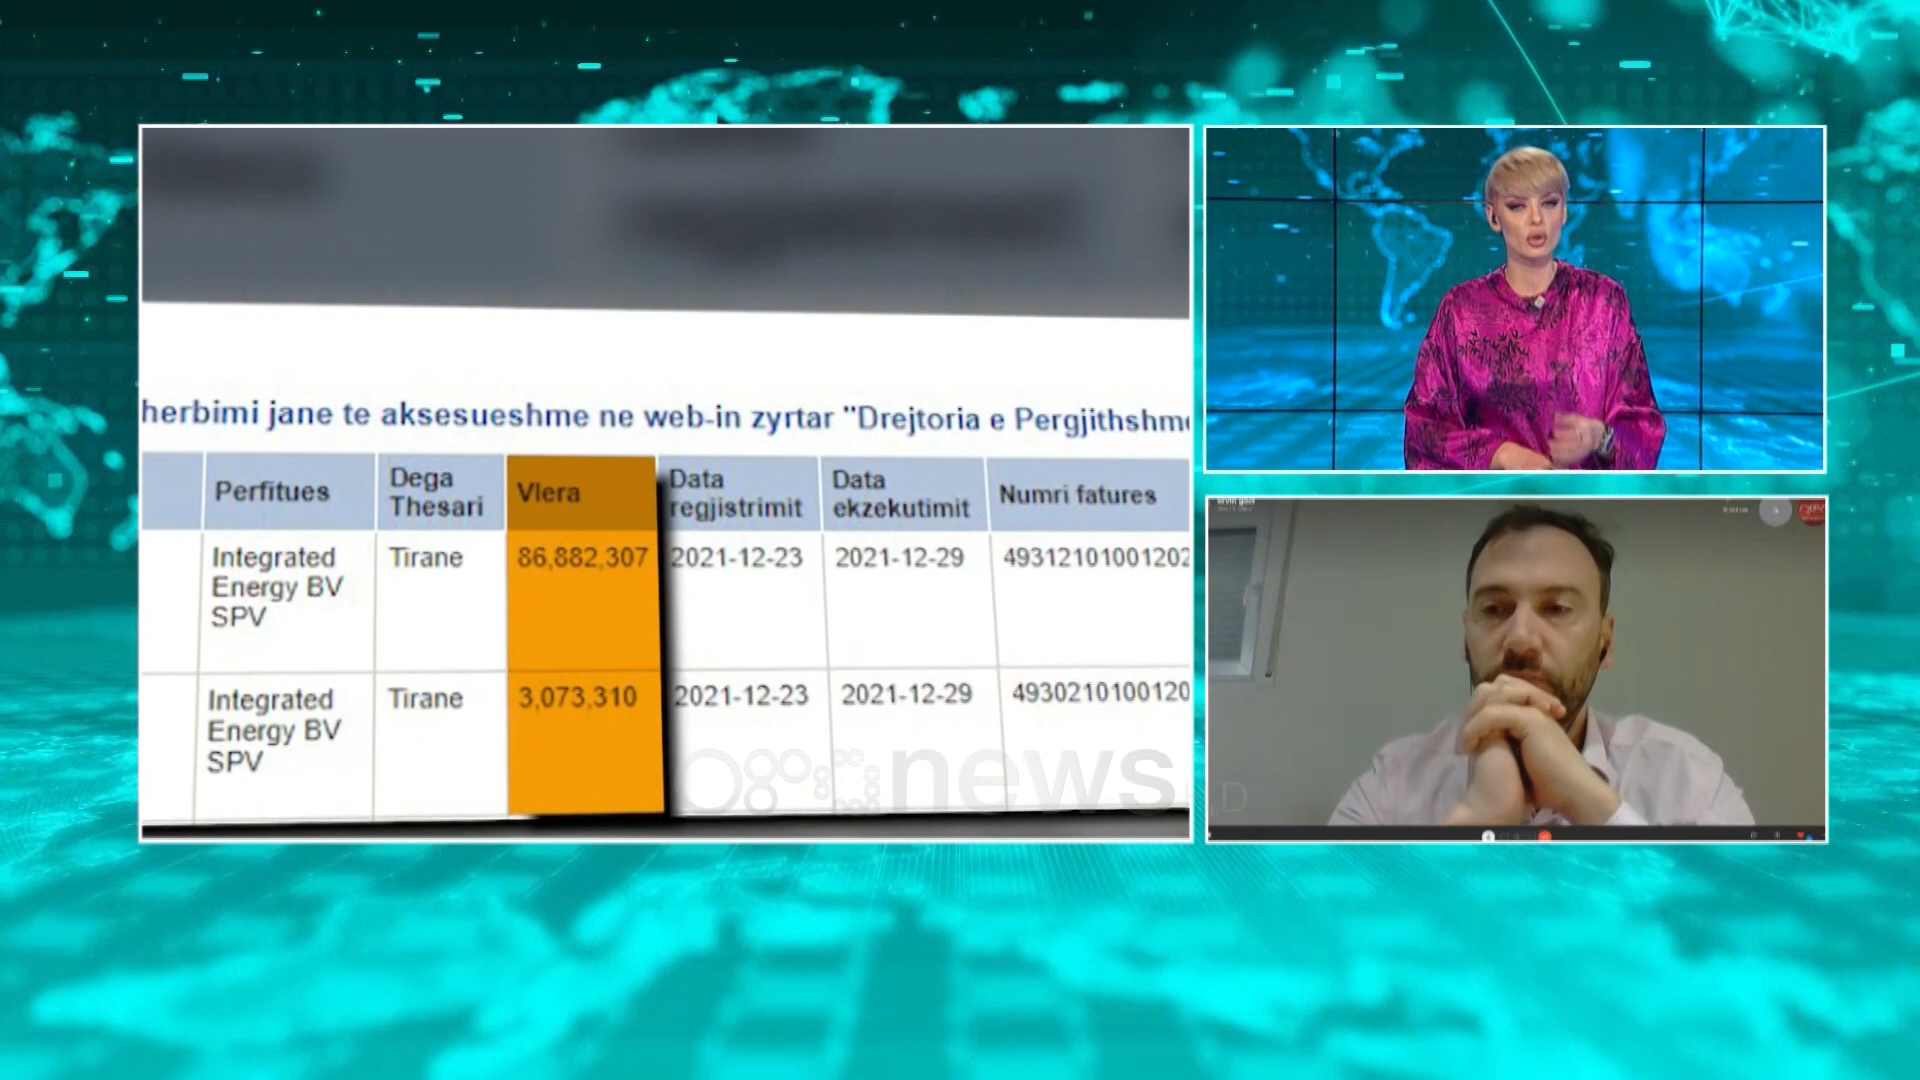 herbimi jane te aksesueshme ne web-in zyrtar "Drejtoria e Pergjithshm
Perfitues
Dega
Thesari
Vlera
Data
regjistrimit
Data
ekzekutimit
Numri fatures
Integrated
Energy BV
SPV
Tirane
86,882,307
2021-12-23
2021-12-29
49312101001202
Integrated
Energy BV
SPV
Tirane
3,073,310
2021-12-23
2021-12-29
4930210100120
news